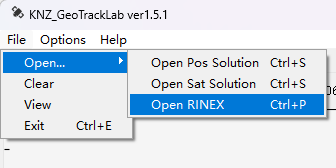 KNZ_GeoTrackLab ver1.5.1
File Options Help
Open...
Open Pos Solution Ctrl+S
Clear
Open Sat Solution Ctrl+S
View
Open RINEX Ctrl+P
Exit Ctrl+E